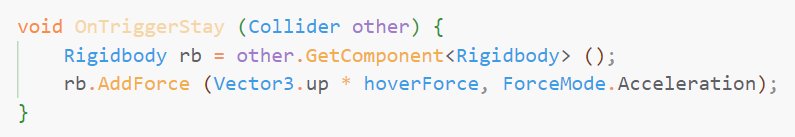 void OnTriggerStay (Collider other) {
Rigidbody rb = other.GetComponent<Rigidbody> ();
rb.AddForce (Vector3.up * hoverForce, ForceMode.Acceleration);
}